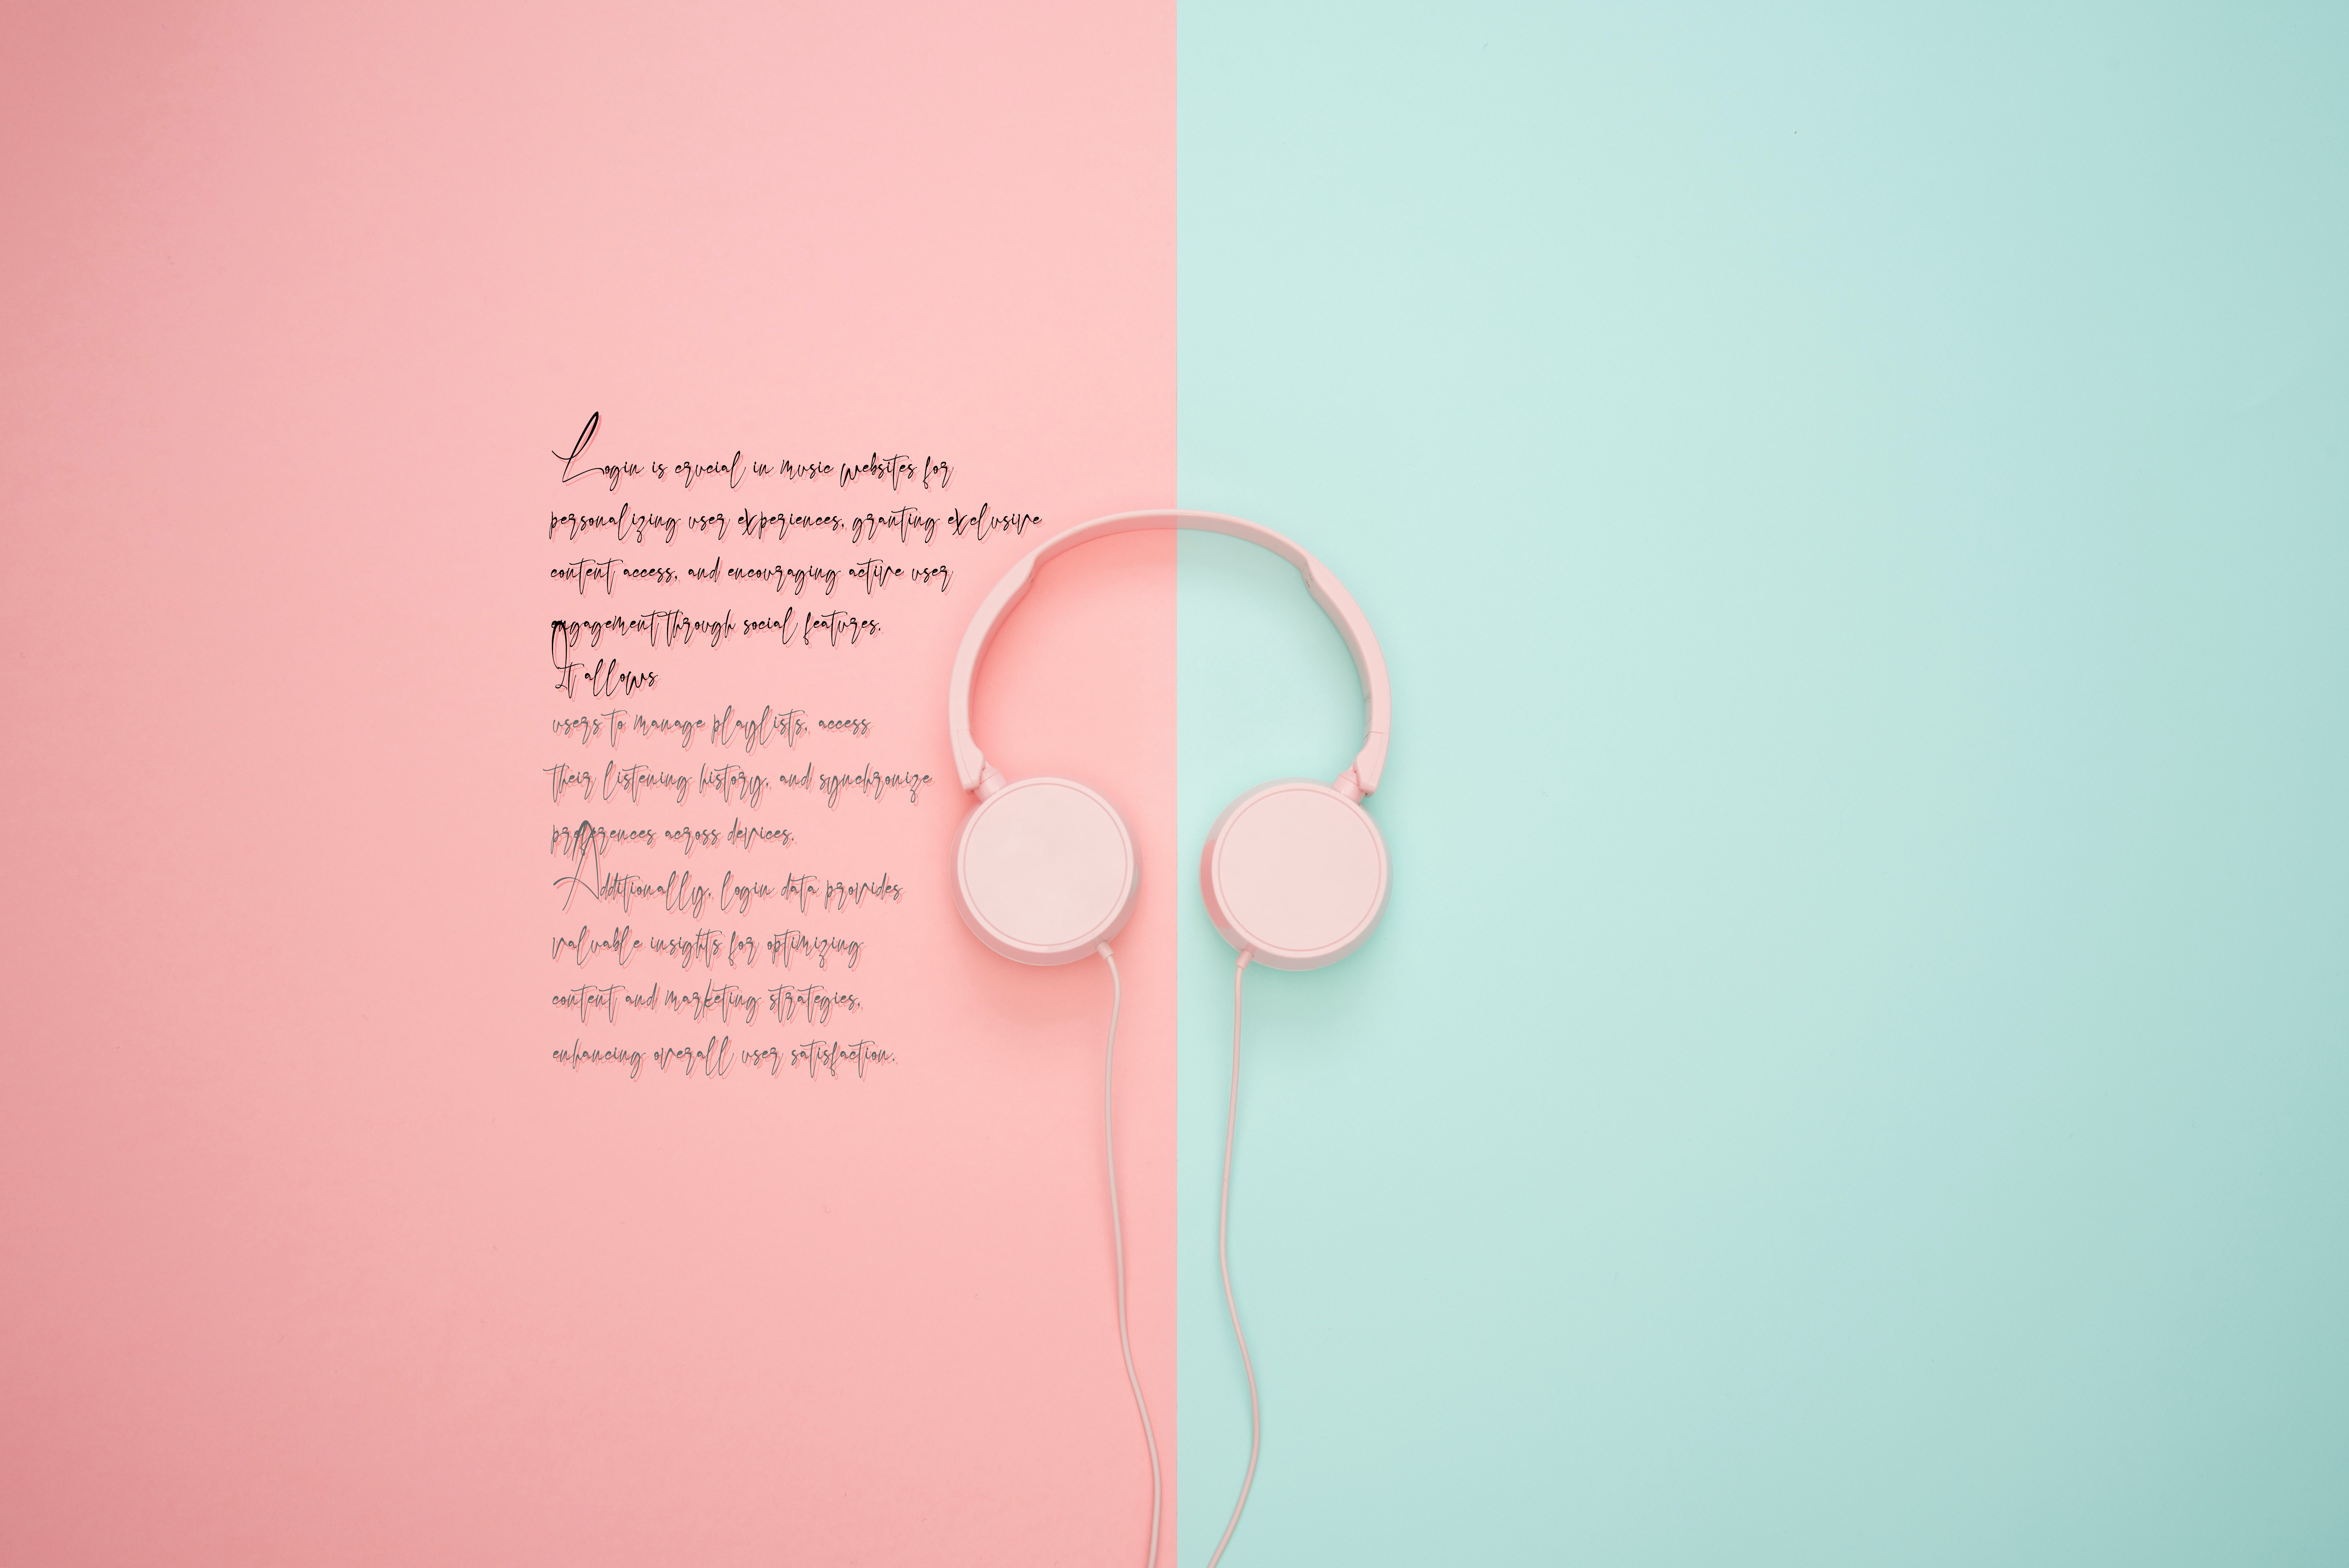 Login is crucial in music websites for
personalizing user experiences, granting exclusive
content access, and encouraging active user
engagement through social features.
It allows
users to manage playlists, access
their listening history, and synchronize
preferences across devices.
Additionally, login data provides
valuable insights for optimizing
content and marketing strategies,
enhancing overall user satisfaction.